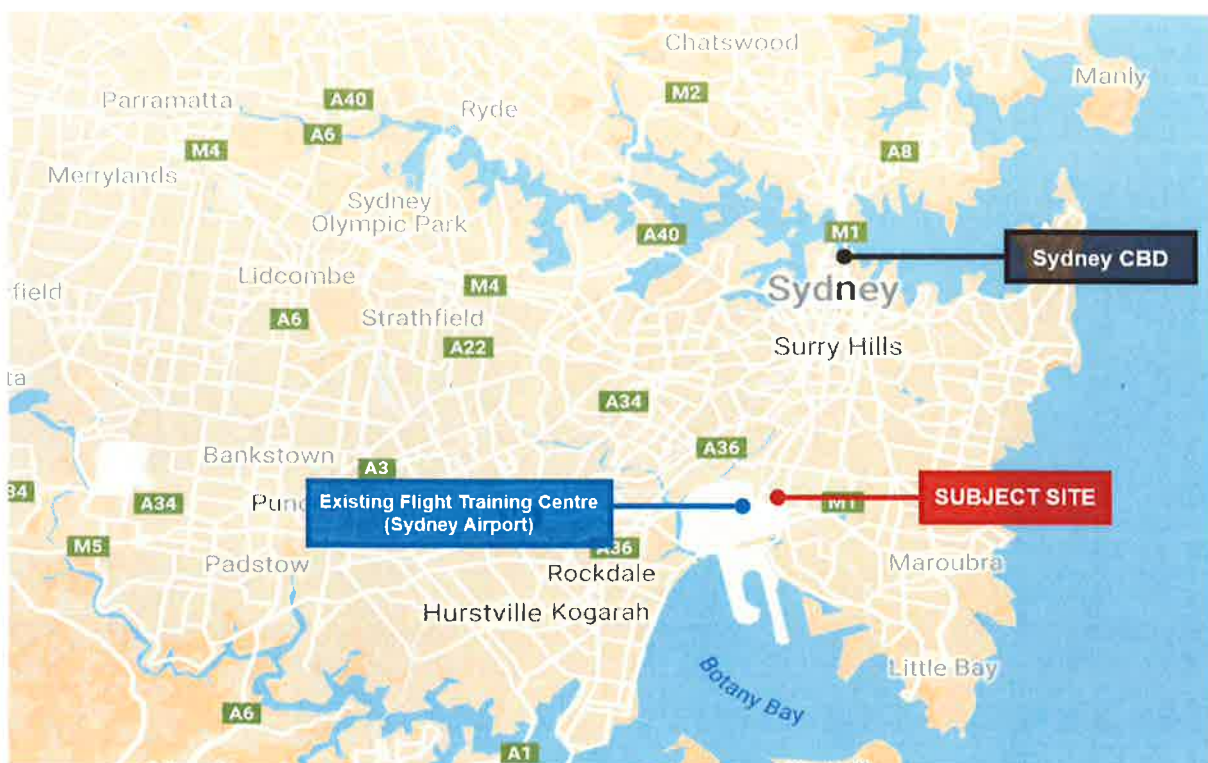 Chatswood
Manly
Parramatta
A40
M2
Ryde
A6
M4
A8
Merrylands
Sydney
Olympic Park
A40
M1
Sydney CBD
Lidcombe
M4
Sydney
field
A6
Strathfield
A22
Surry Hills
ta
A34
A36
Bankstown
A3
34
A34
Existing Flight Training Centre
(Sydney Airport)
M1
SUBJECT SITE
M5
A36
Padstow
Rockdale
Maroubra
Hurstville
Kogarah
Little Bay
Botany Bay
A6
A1